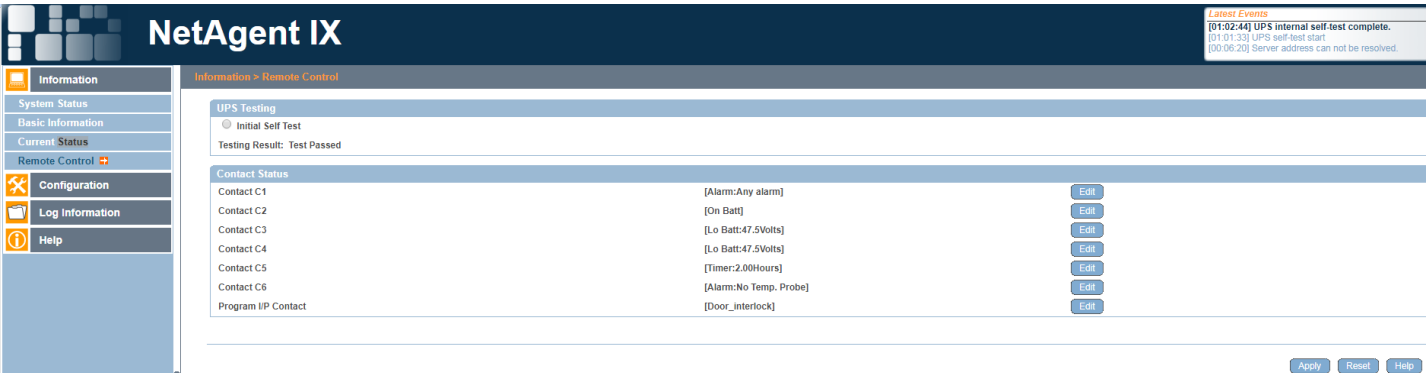 NetAgent IX
Latest Events
[01:02:44] UPS internal self-test complete.
[01:01:33] UPS self-test start
[00:06:20] Server address can not be resolved.
Information
System Status
Basic Information
Current Status
Remote Control
Configuration
Log Information
Help
Information > Remote Control
UPS Testing
Initial Self Test
Testing Result: Test Passed
Contact Status
Contact C1 [Alarm:Any alarm] Edit
Contact C2 [On Batt] Edit
Contact C3 [Lo Batt:47.5Volts] Edit
Contact C4 [Lo Batt:47.5Volts] Edit
Contact C5 [Timer:2.00Hours] Edit
Contact C6 [Alarm:No Temp. Probe] Edit
Program I/P Contact [Door_interlock] Edit
Apply Reset Help